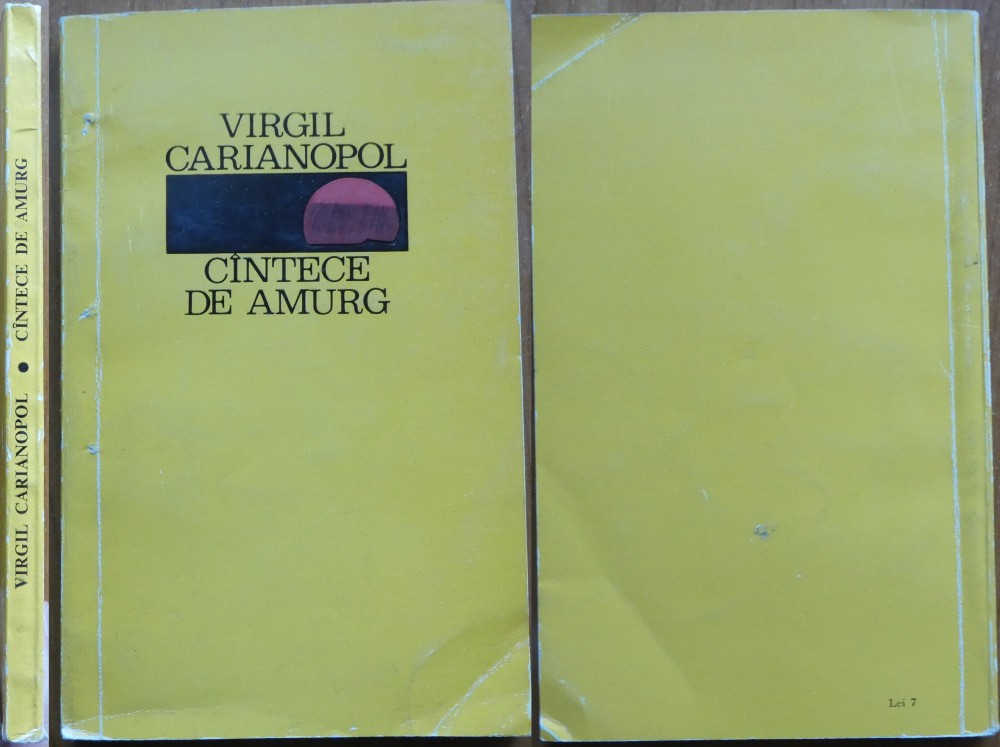 VIRGIL CARIANOPOL ● CÎNTECE DE AMURG
VIRGIL
CARIANOPOL
CÎNTECE
DE AMURG
Lei 7